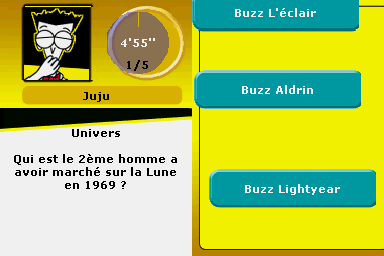 4'55"
1/5
Juju
Univers
Qui est le 2ème homme a
avoir marché sur la Lune
en 1969 ?
Buzz L'éclair
Buzz Aldrin
Buzz Lightyear